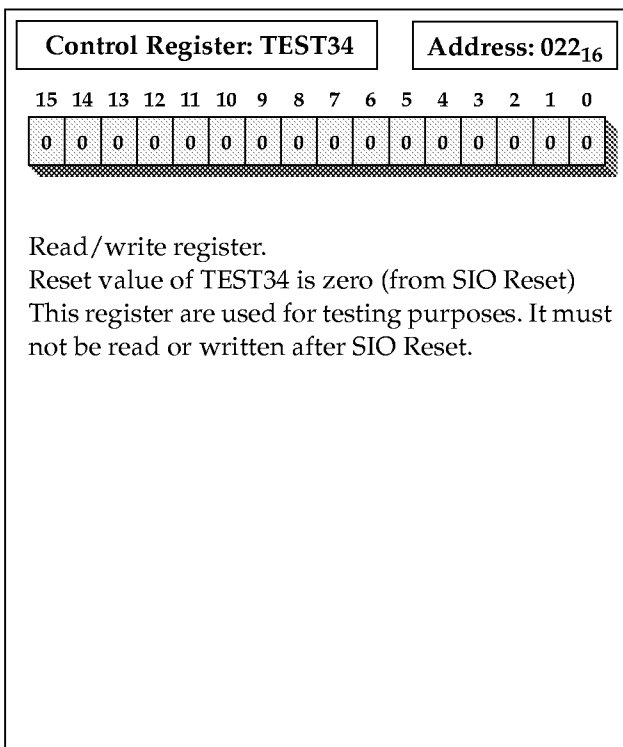 Control Register: TEST34 Address: 022₁₆
15 14 13 12 11 10 9 8 7 6 5 4 3 2 1 0
0 0 0 0 0 0 0 0 0 0 0 0 0 0 0 0
Read/write register.
Reset value of TEST34 is zero (from SIO Reset)
This register are used for testing purposes. It must
not be read or written after SIO Reset.